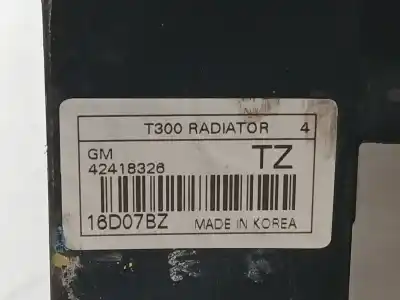 T300 RADIATOR 4
GM TZ
42418326
16D07BZ MADE IN KOREA